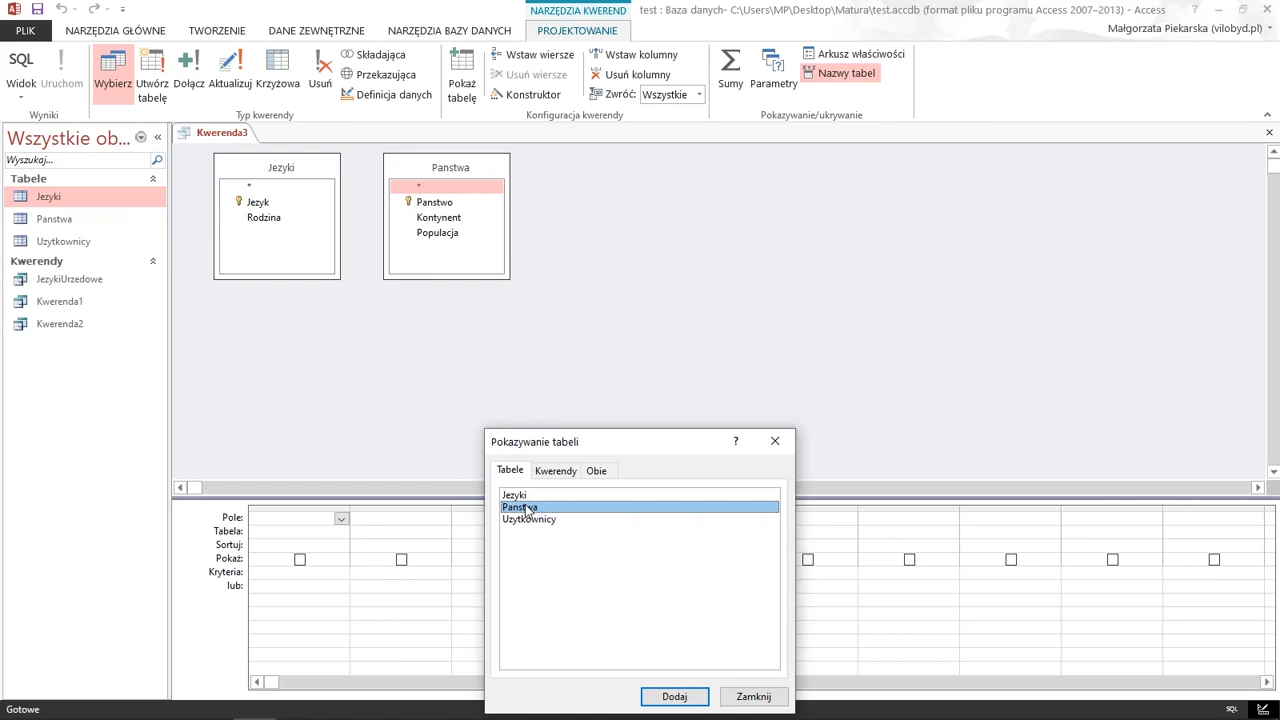 NARZĘDZIA KWEREND
test : Baza danych- C:\Users\MP\Desktop\Matura\test.accdb (format pliku programu Access 2007–2013) - Access
PLIK NARZĘDZIA GŁÓWNE TWORZENIE DANE ZEWNĘTRZNE NARZĘDZIA BAZY DANYCH PROJEKTOWANIE
Małgorzata Piekarska (vilobyd.pl)
SQL
Widok
Uruchom
Wyniki
Wybierz
Utwórz tabelę
Dołącz
Aktualizuj
Krzyżowa
Usuń
Składająca
Przekazująca
Definicja danych
Typ kwerendy
Pokaż tabelę
Wstaw wiersze
Usuń wiersze
Konstruktor
Wstaw kolumny
Usuń kolumny
Zwróć: Wszystkie
Konfiguracja kwerendy
Sumy
Parametry
Arkusz właściwości
Nazwy tabel
Pokazywanie/ukrywanie
Wszystkie ob...
Wyszukaj...
Tabele
Jezyki
Panstwa
Uzytkownicy
Kwerendy
JezykiUrzedowe
Kwerenda1
Kwerenda2
Kwerenda3
Jezyki
*
Jezyk
Rodzina
Panstwa
*
Panstwo
Kontynent
Populacja
Pokazywanie tabeli
?
Tabele Kwerendy Obie
Jezyki
Panstwa
Uzytkownicy
Dodaj Zamknij
Pole:
Tabela:
Sortuj:
Pokaż:
Kryteria:
lub:
Gotowe
SQL